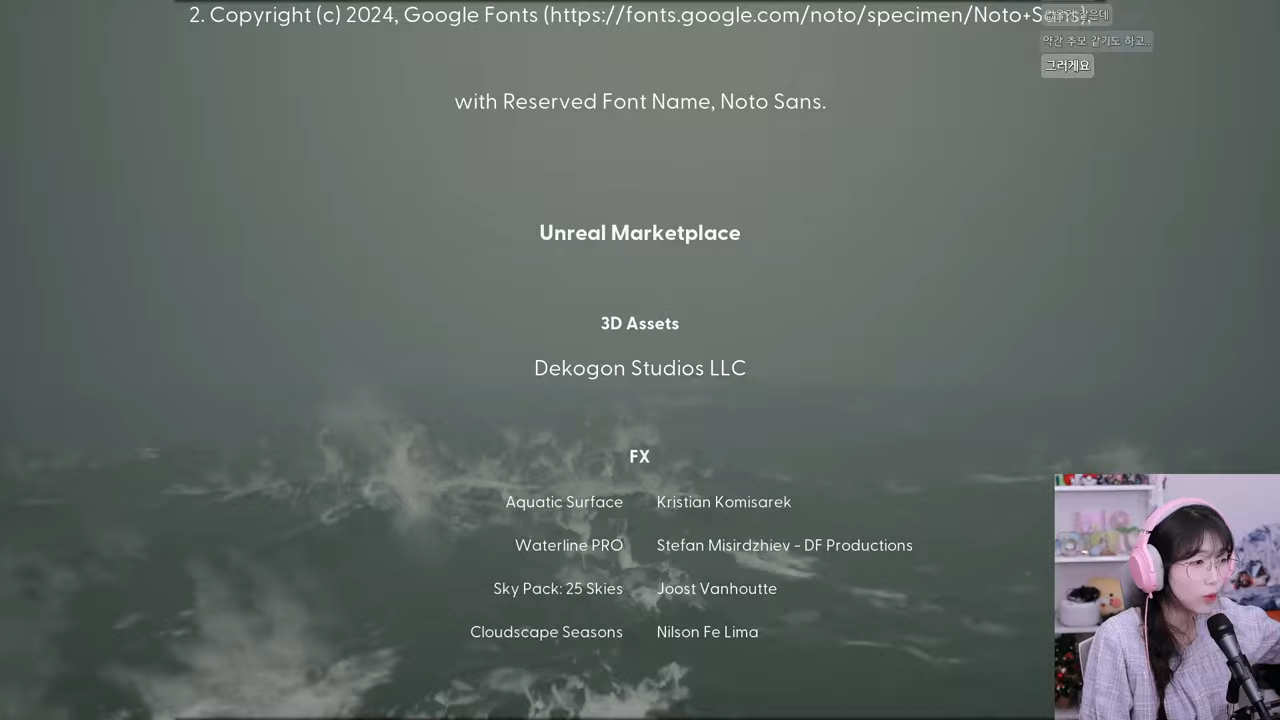 2. Copyright (c) 2024, Google Fonts (https://fonts.google.com/noto/specimen/Noto+Sans),
약간 추모 같기도 하고..
그러게요
with Reserved Font Name, Noto Sans.
Unreal Marketplace
3D Assets
Dekogon Studios LLC
FX
Aquatic Surface Kristian Komisarek
Waterline PRO Stefan Misirdzhiev - DF Productions
Sky Pack: 25 Skies Joost Vanhoutte
Cloudscape Seasons Nilson Fe Lima